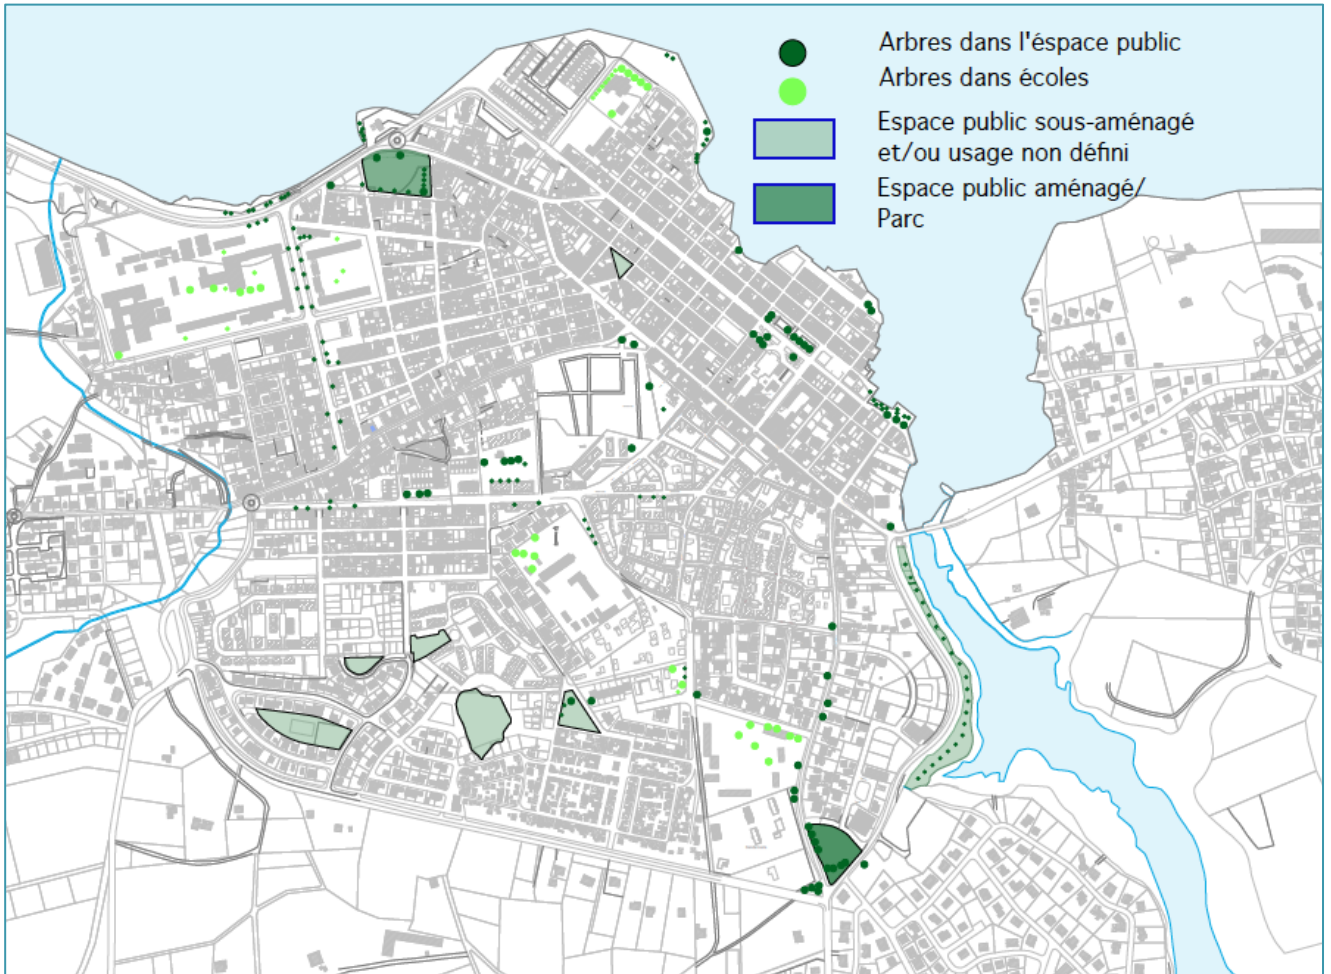 Arbres dans l'éspace public
Arbres dans écoles
Espace public sous-aménagé
et/ou usage non défini
Espace public aménagé/
Parc